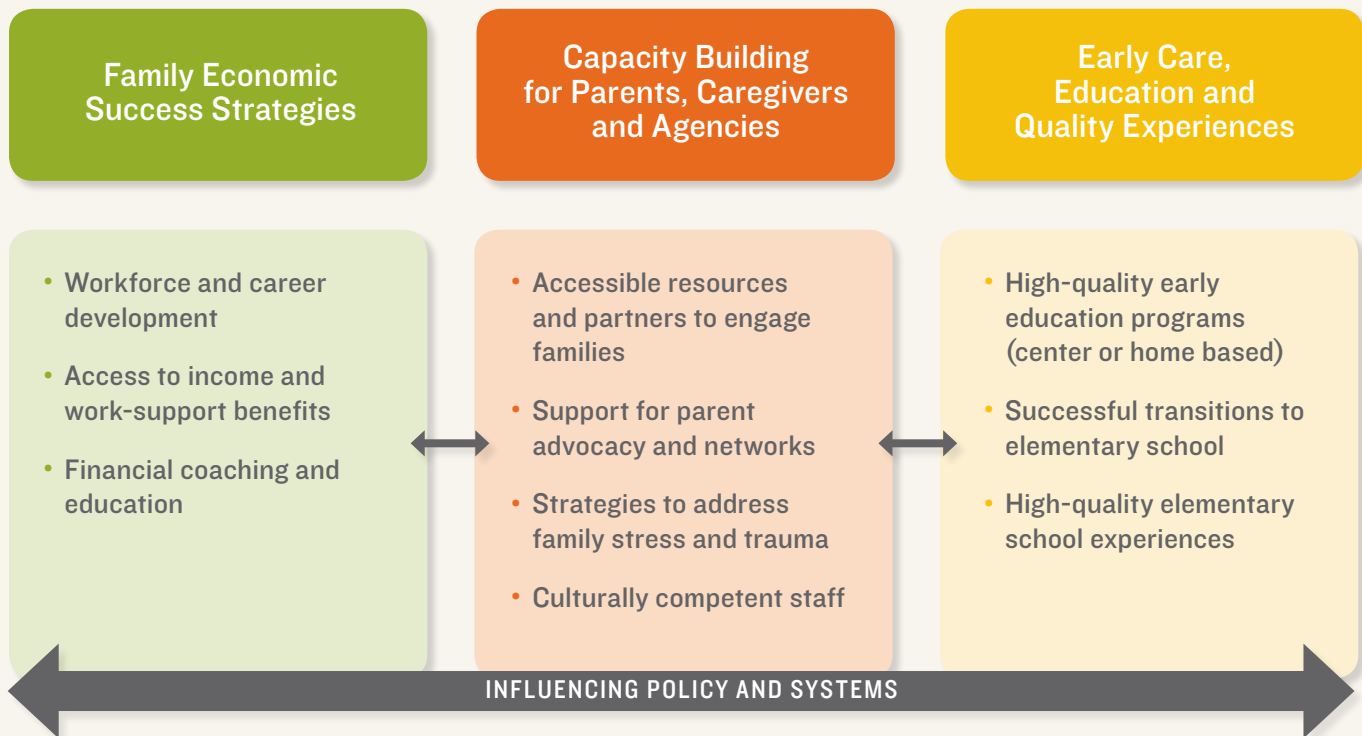 Family Economic
Success Strategies
Capacity Building
for Parents, Caregivers
and Agencies
Early Care,
Education and
Quality Experiences
• Workforce and career
development
• Access to income and
work-support benefits
• Financial coaching and
education
• Accessible resources
and partners to engage
families
• Support for parent
advocacy and networks
• Strategies to address
family stress and trauma
• Culturally competent staff
• High-quality early
education programs
(center or home based)
• Successful transitions to
elementary school
• High-quality elementary
school experiences
INFLUENCING POLICY AND SYSTEMS